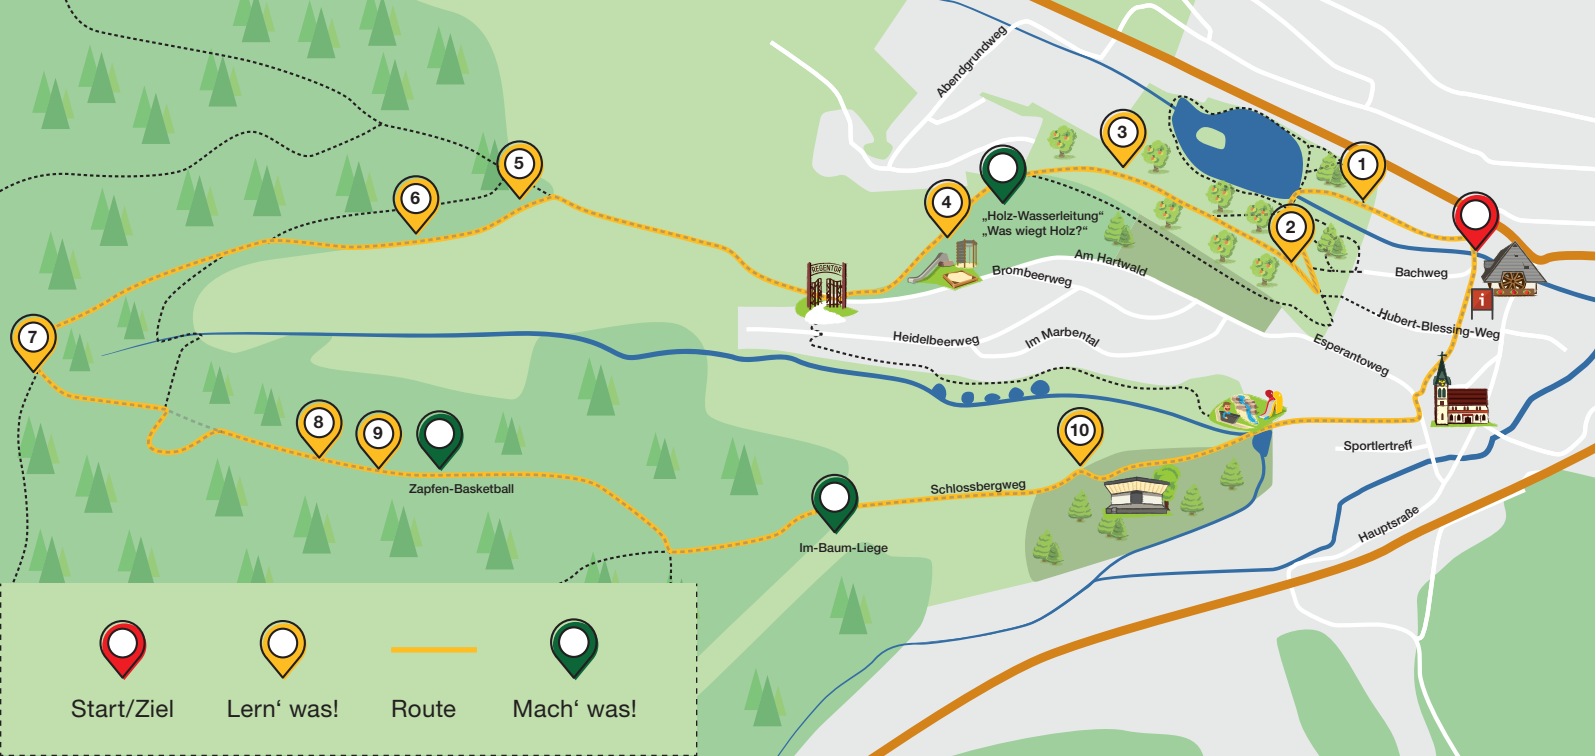 Abendgrundweg
3
1
5
6
4
„Holz-Wasserleitung“
„Was wiegt Holz?“
2
REGENTOR
Am Hartwald
Brombeerweg
Bachweg
i
Hubert-Blessing-Weg
7
Heidelbeerweg
Im Marbental
Esperantoweg
8
9
10
Sportlertreff
Zapfen-Basketball
Schlossbergweg
Hauptsraße
Im-Baum-Liege
Start/Ziel
Lern‘ was!
Route
Mach‘ was!